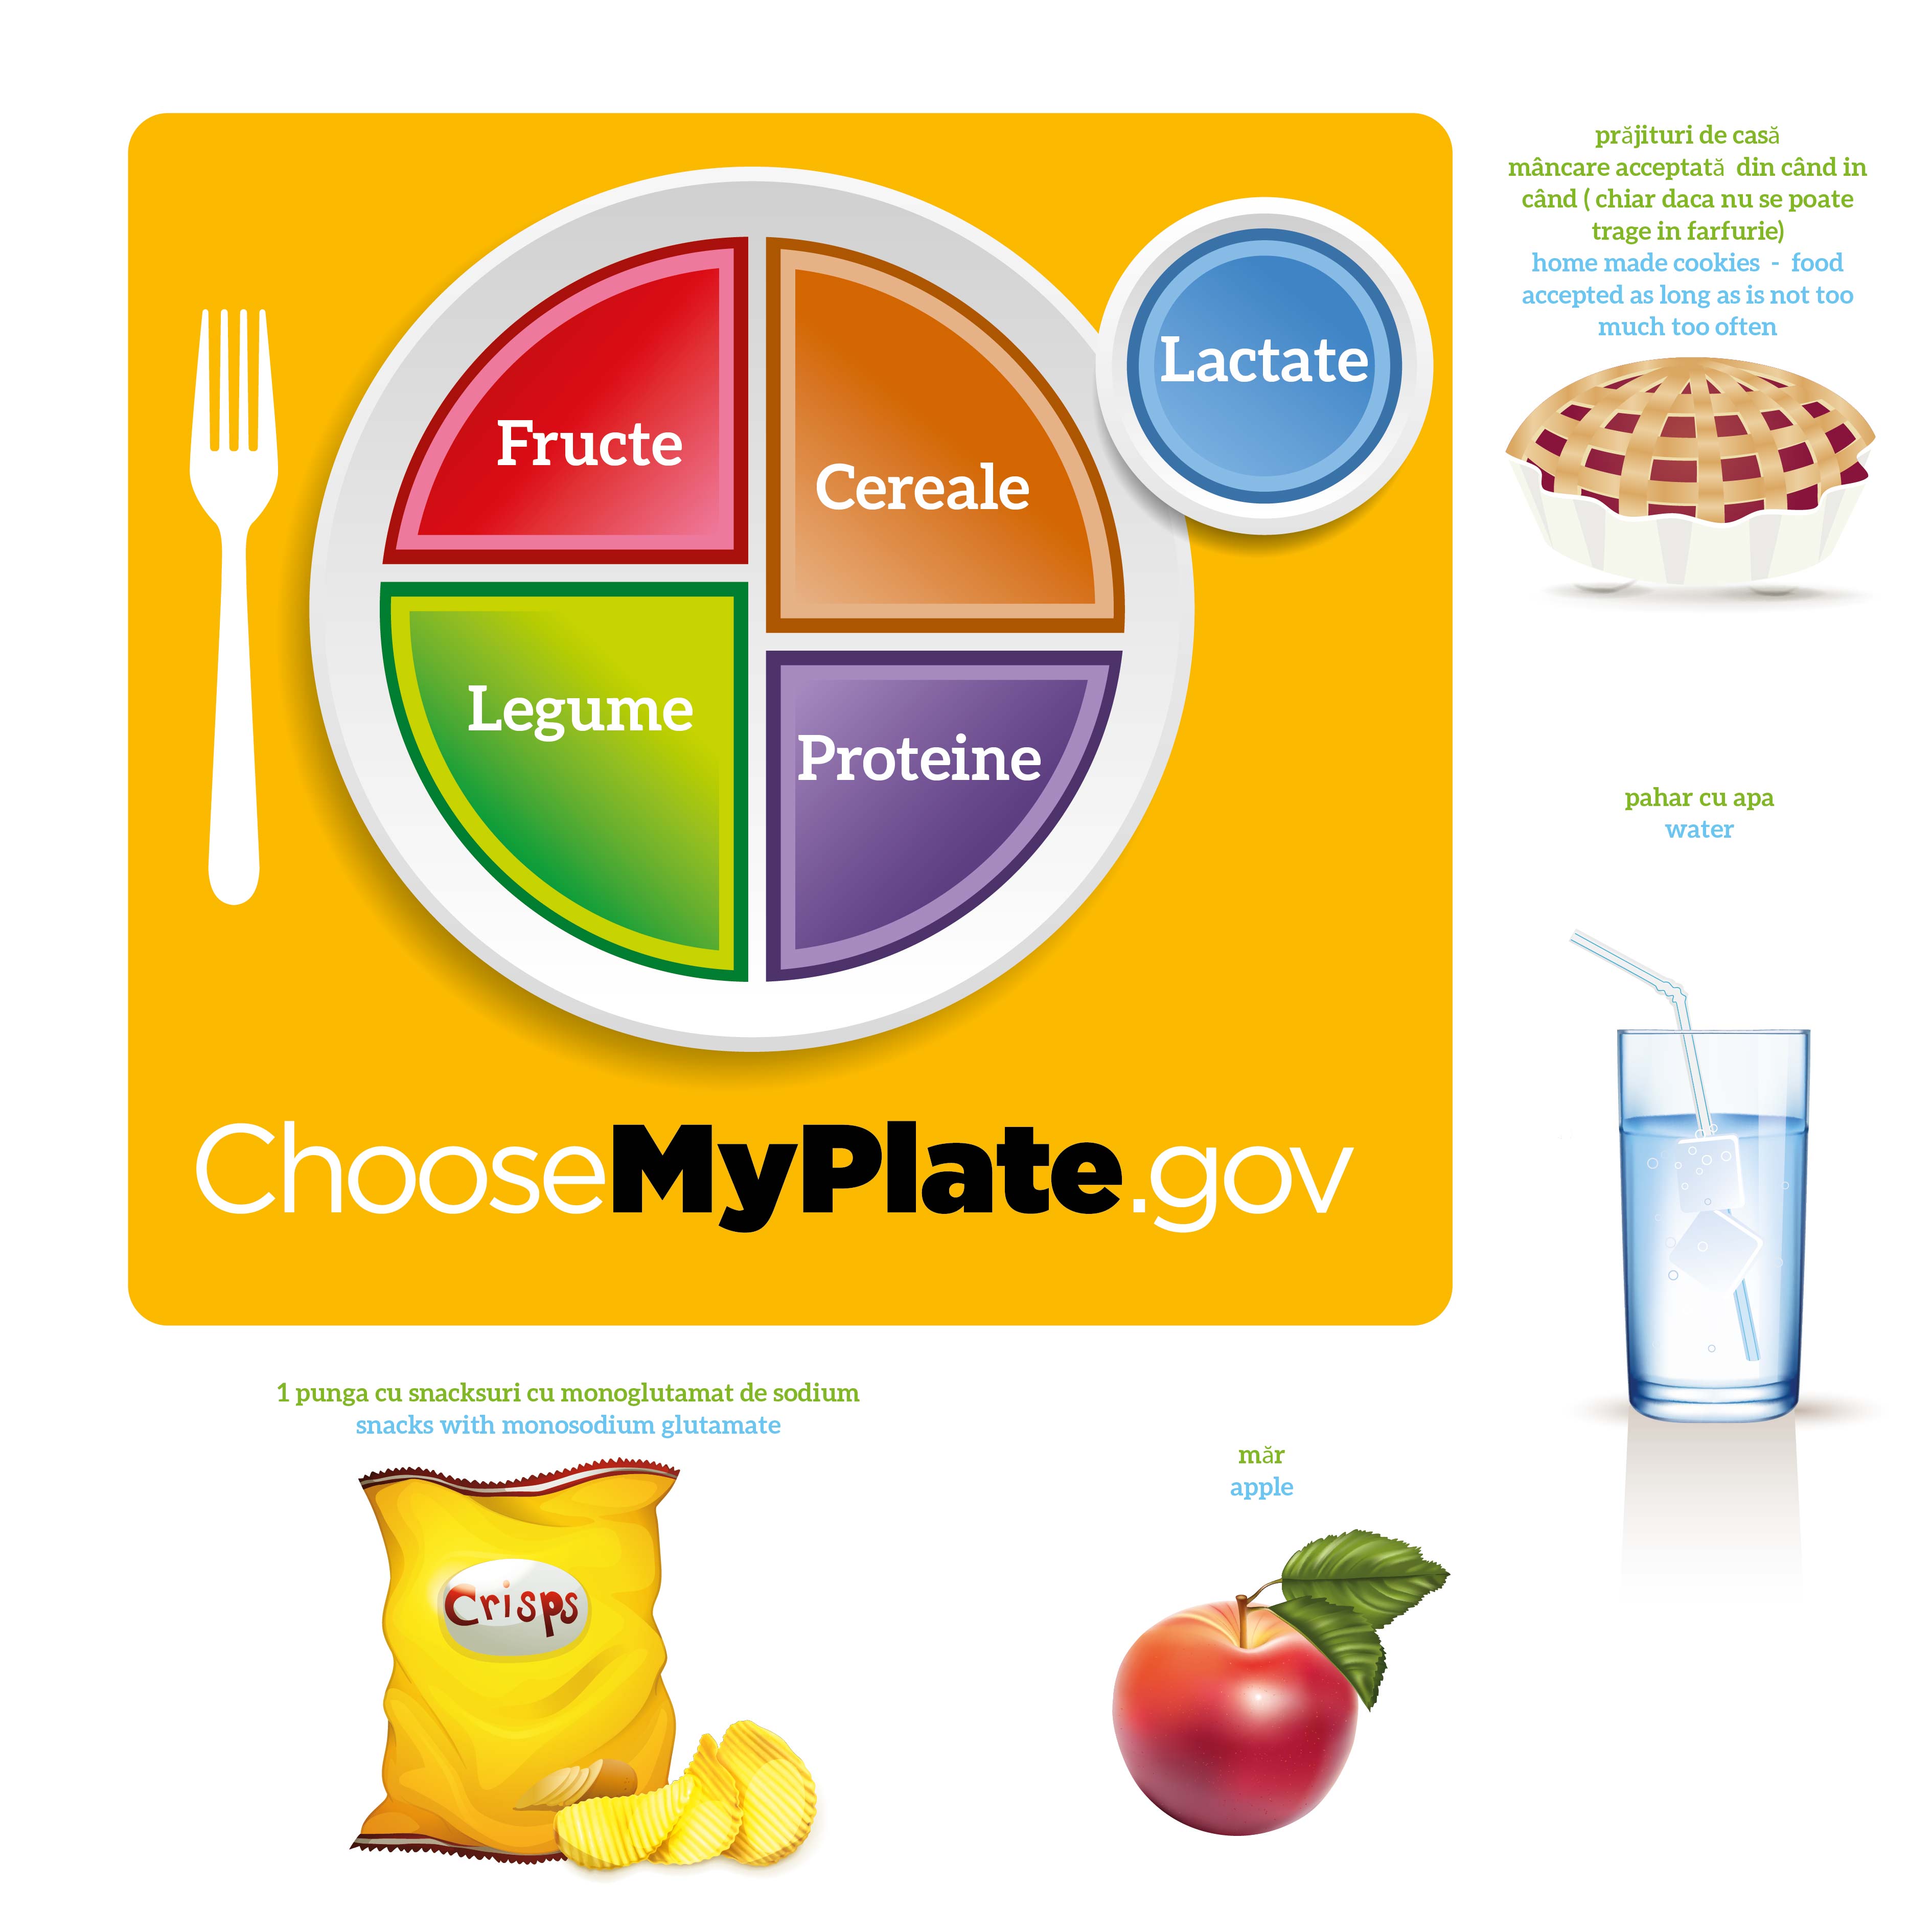 prăjituri de casă
mâncare acceptată din când in
când ( chiar daca nu se poate
trage in farfurie)
home made cookies - food
accepted as long as is not too
much too often
Lactate
Fructe
Cereale
Legume
Proteine
pahar cu apa
water
ChooseMyPlate.gov
1 punga cu snacksuri cu monoglutamat de sodium
snacks with monosodium glutamate
măr
apple
Crisps